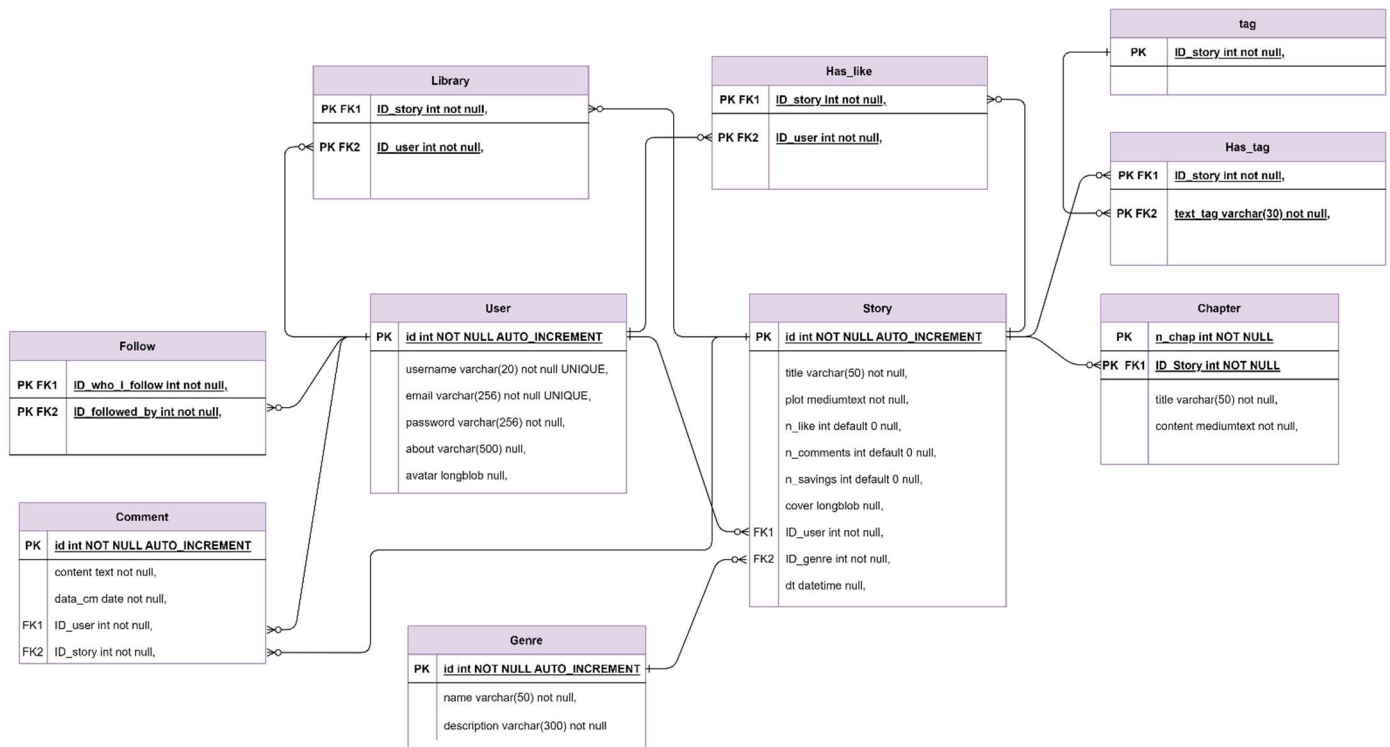 tag
PK ID_story int not null,
Library
PK FK1 ID_story int not null,
PK FK2 ID_user int not null,
Has_like
PK FK1 ID_story int not null,
PK FK2 ID_user int not null,
Has_tag
PK FK1 ID_story int not null,
PK FK2 text_tag varchar(30) not null,
Follow
PK FK1 ID_who_i_follow int not null,
PK FK2 ID_followed_by int not null,
User
PK id int NOT NULL AUTO_INCREMENT
username varchar(20) not null UNIQUE,
email varchar(256) not null UNIQUE,
password varchar(256) not null,
about varchar(500) null,
avatar longblob null,
Story
PK id int NOT NULL AUTO_INCREMENT
title varchar(50) not null,
plot mediumtext not null,
n_like int default 0 null,
n_comments int default 0 null,
n_savings int default 0 null,
cover longblob null,
FK1 ID_user int not null,
FK2 ID_genre int not null,
dt datetime null,
Chapter
PK n_chap int NOT NULL
PK FK1 ID_Story int NOT NULL
title varchar(50) not null,
content mediumtext not null,
Comment
PK id int NOT NULL AUTO_INCREMENT
content text not null,
data_cm date not null,
FK1 ID_user int not null,
FK2 ID_story int not null,
Genre
PK id int NOT NULL AUTO_INCREMENT
name varchar(50) not null,
description varchar(300) not null